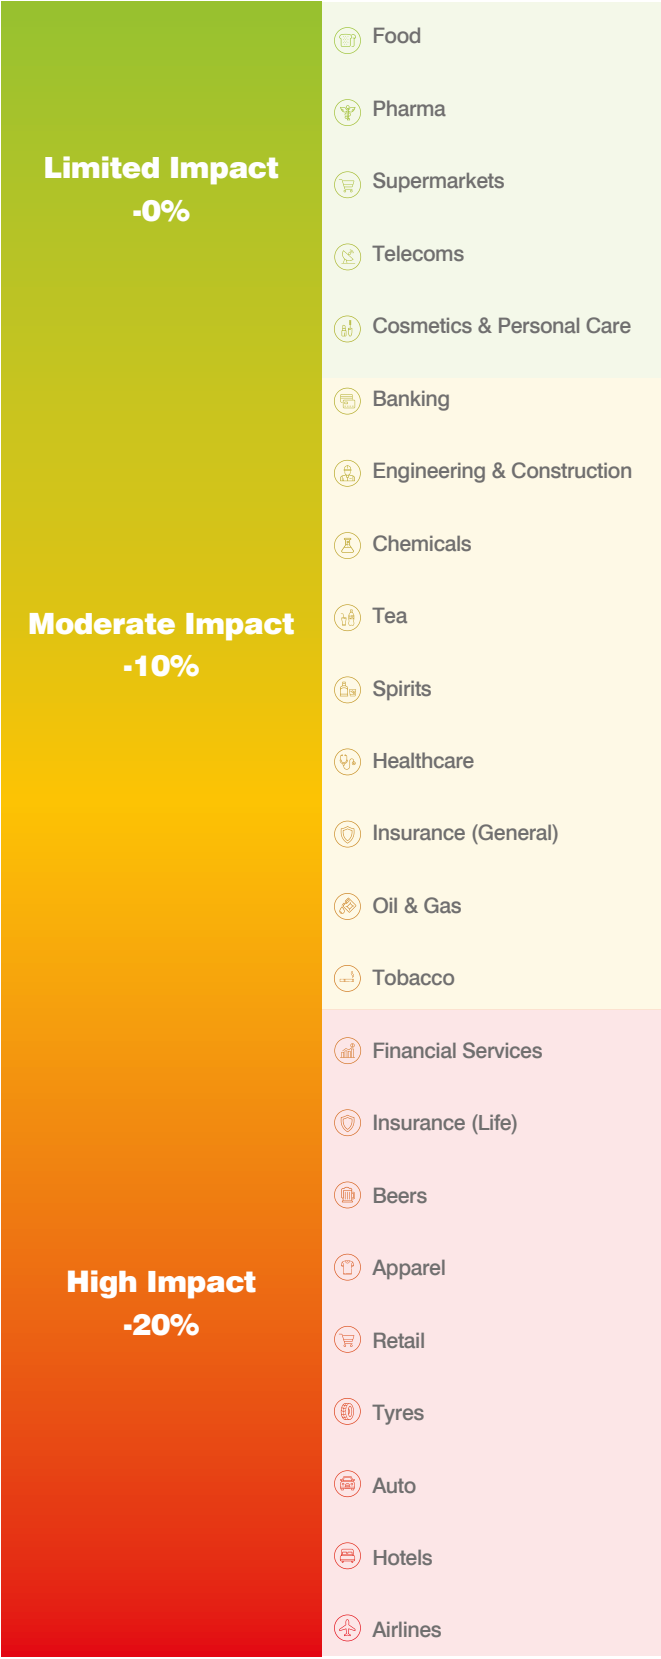 Limited Impact
-0%
Food
Pharma
Supermarkets
Telecoms
Cosmetics & Personal Care
Moderate Impact
-10%
Banking
Engineering & Construction
Chemicals
Tea
Spirits
Healthcare
Insurance (General)
Oil & Gas
Tobacco
High Impact
-20%
Financial Services
Insurance (Life)
Beers
Apparel
Retail
Tyres
Auto
Hotels
Airlines